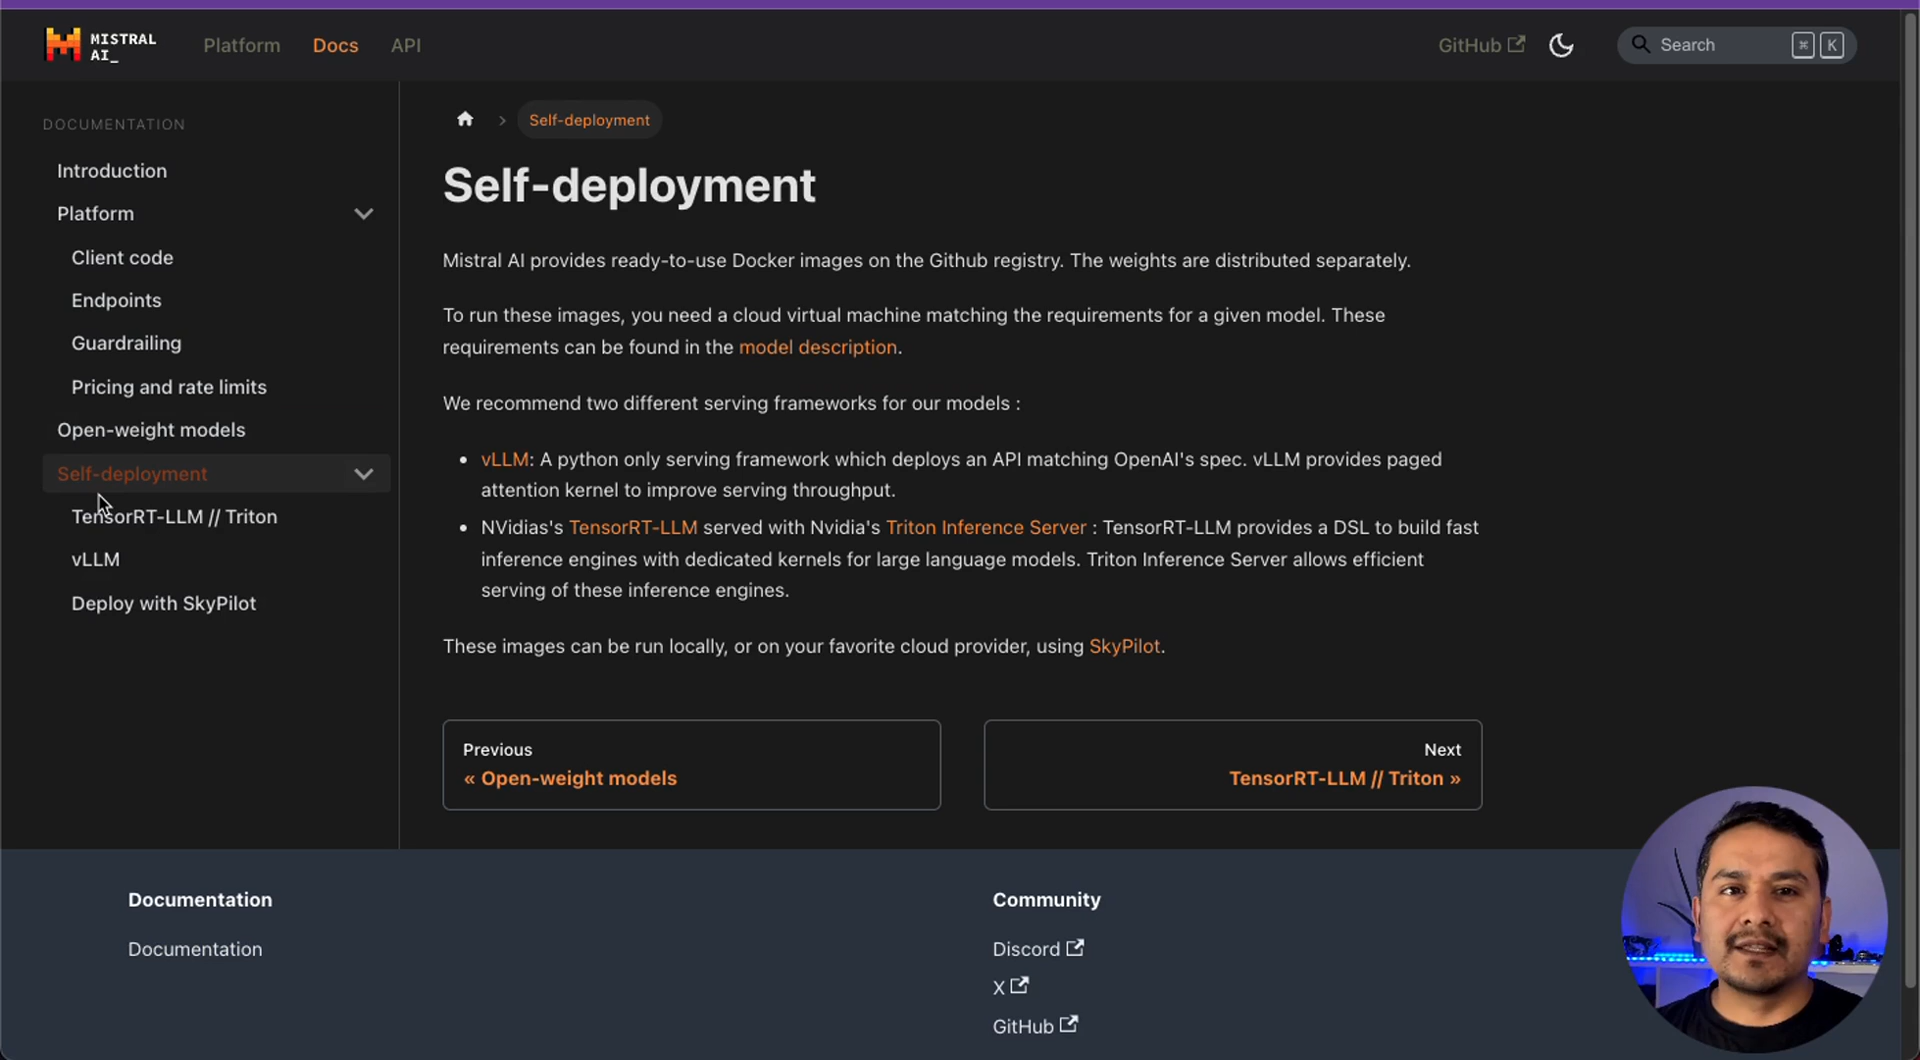 MISTRAL
AI_
Platform
Docs
API
GitHub
Search
⌘ K
DOCUMENTATION
Introduction
Platform
Client code
Endpoints
Guardrailing
Pricing and rate limits
Open-weight models
Self-deployment
TensorRT-LLM // Triton
vLLM
Deploy with SkyPilot
Self-deployment
Self-deployment
Mistral AI provides ready-to-use Docker images on the Github registry. The weights are distributed separately.
To run these images, you need a cloud virtual machine matching the requirements for a given model. These
requirements can be found in the model description.
We recommend two different serving frameworks for our models :
• vLLM: A python only serving framework which deploys an API matching OpenAI's spec. vLLM provides paged
attention kernel to improve serving throughput.
• NVidias's TensorRT-LLM served with Nvidia's Triton Inference Server : TensorRT-LLM provides a DSL to build fast
inference engines with dedicated kernels for large language models. Triton Inference Server allows efficient
serving of these inference engines.
These images can be run locally, or on your favorite cloud provider, using SkyPilot.
Previous
« Open-weight models
Next
TensorRT-LLM // Triton »
Documentation
Documentation
Community
Discord
X
GitHub